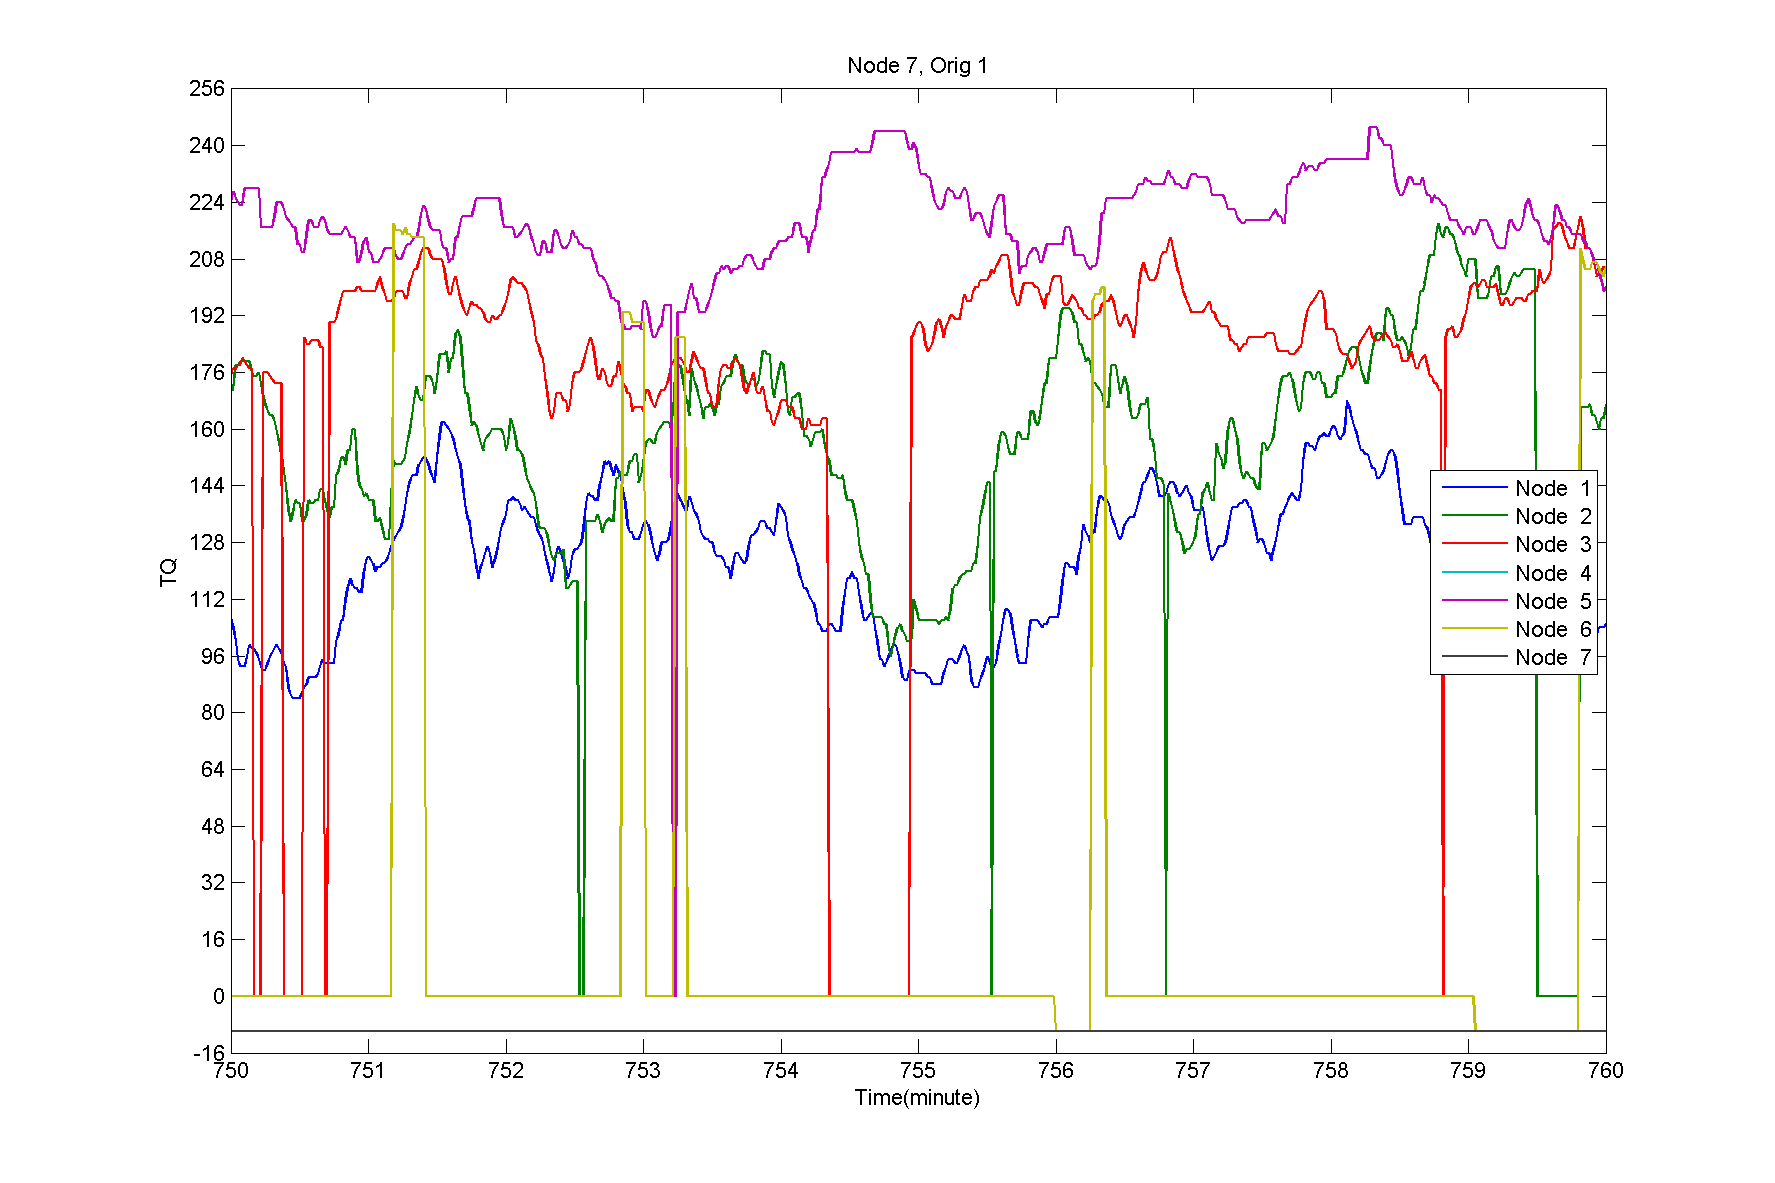 Node 7, Orig 1
256
240
224
208
192
176
160
144
128
112
96
80
64
48
32
16
0
-16
TQ
750 751 752 753 754 755 756 757 758 759 760
Time(minute)
Node 1
Node 2
Node 3
Node 4
Node 5
Node 6
Node 7